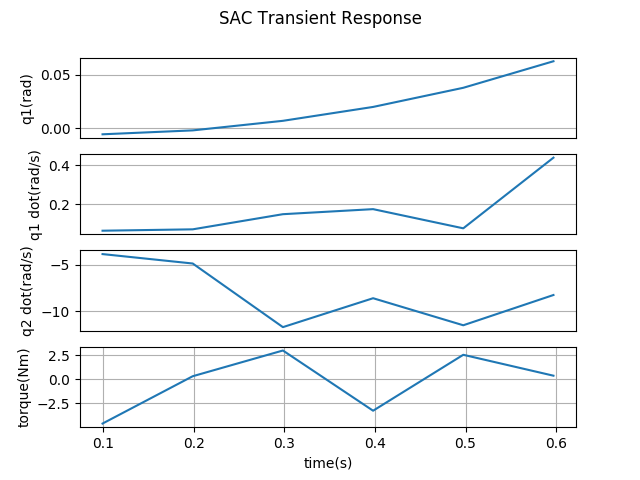 SAC Transient Response
q1(rad)
0.05
0.00
q1 dot(rad/s)
0.4
0.2
q2 dot(rad/s)
−5
−10
torque(Nm)
2.5
0.0
−2.5
0.1 0.2 0.3 0.4 0.5 0.6
time(s)